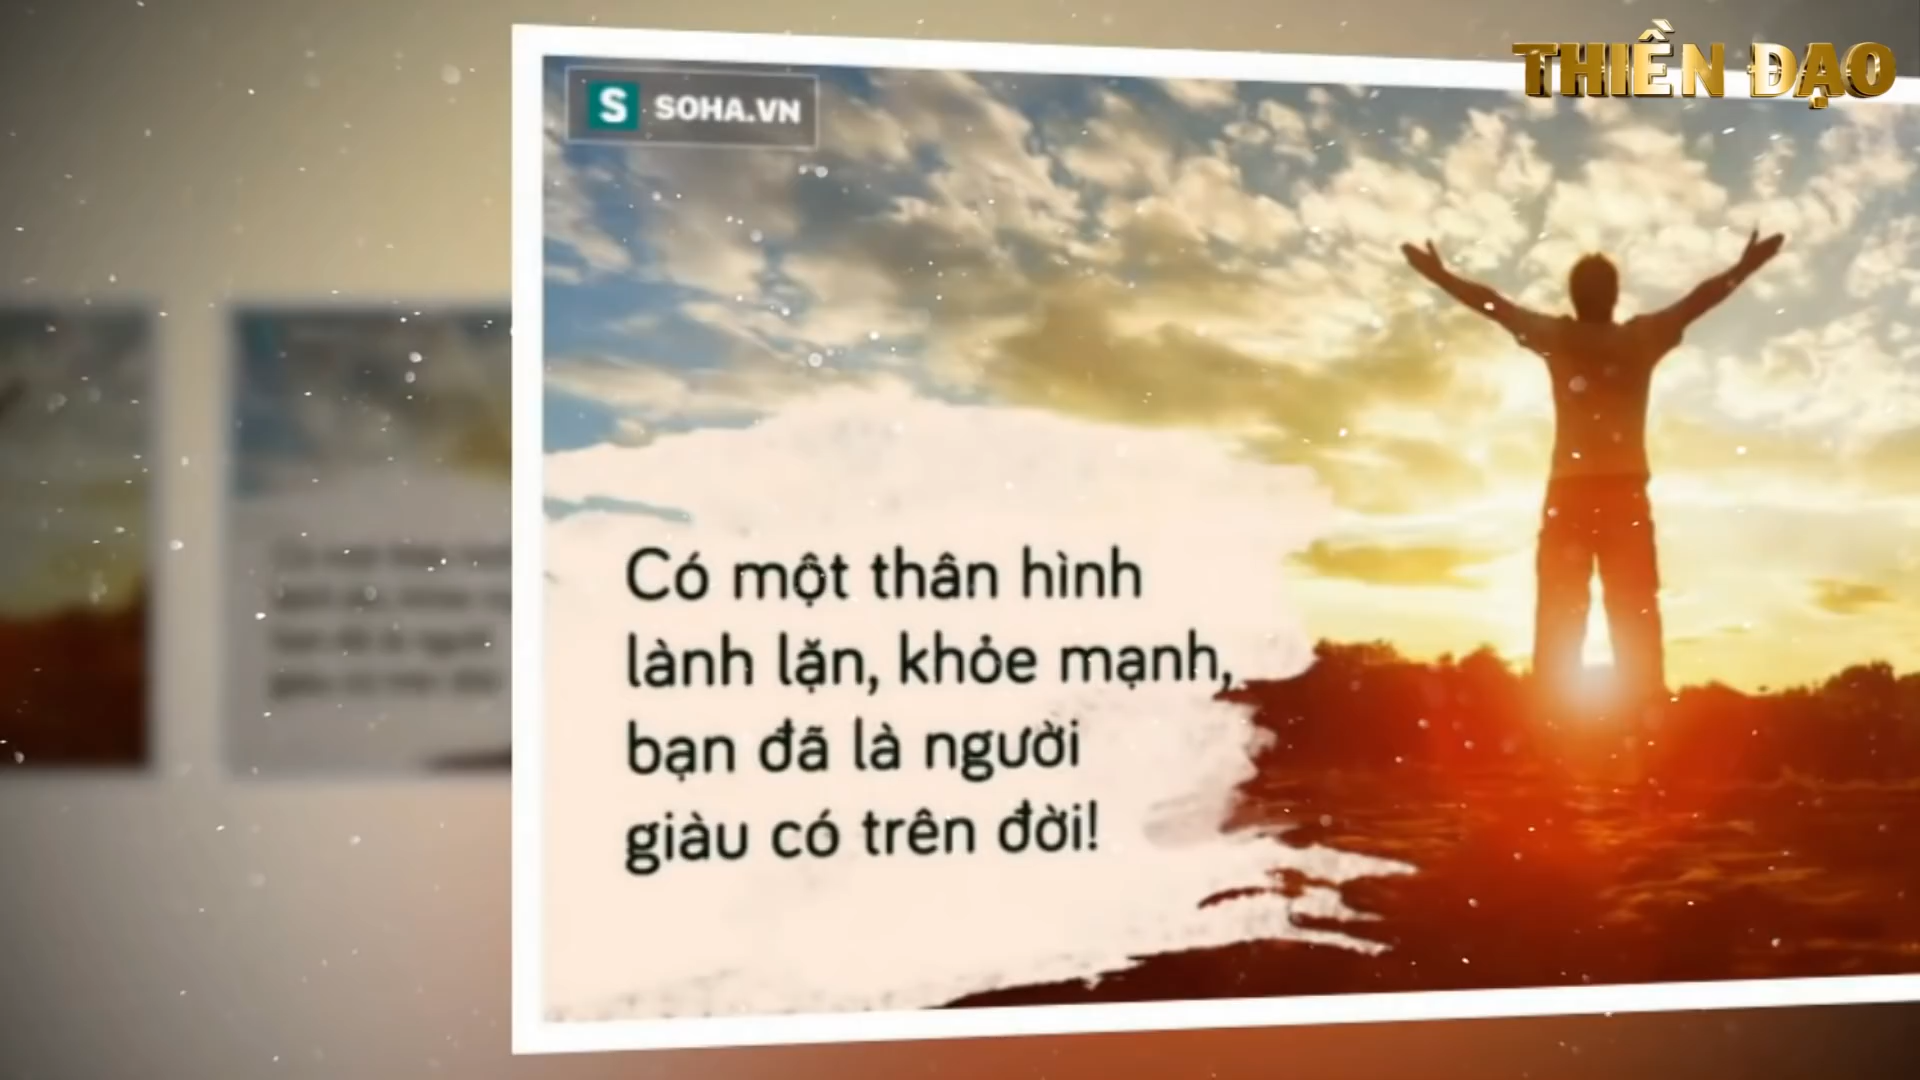 THIỀN ĐẠO
S SOHA.VN
Có một thân hình
lành lặn, khỏe mạnh,
bạn đã là người
giàu có trên đời!